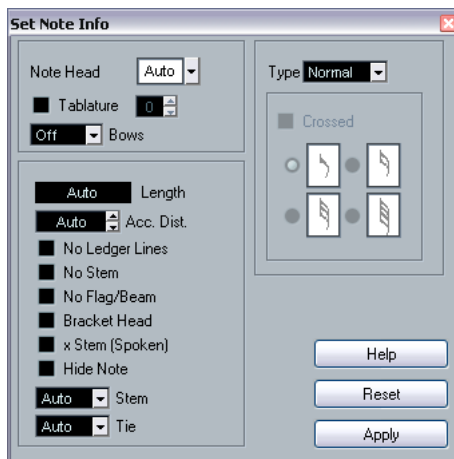 Set Note Info
Note Head Auto
Tablature 0
Off Bows
Auto Length
Auto Acc. Dist.
No Ledger Lines
No Stem
No Flag/Beam
Bracket Head
x Stem (Spoken)
Hide Note
Auto Stem
Auto Tie
Type Normal
Crossed
Help
Reset
Apply